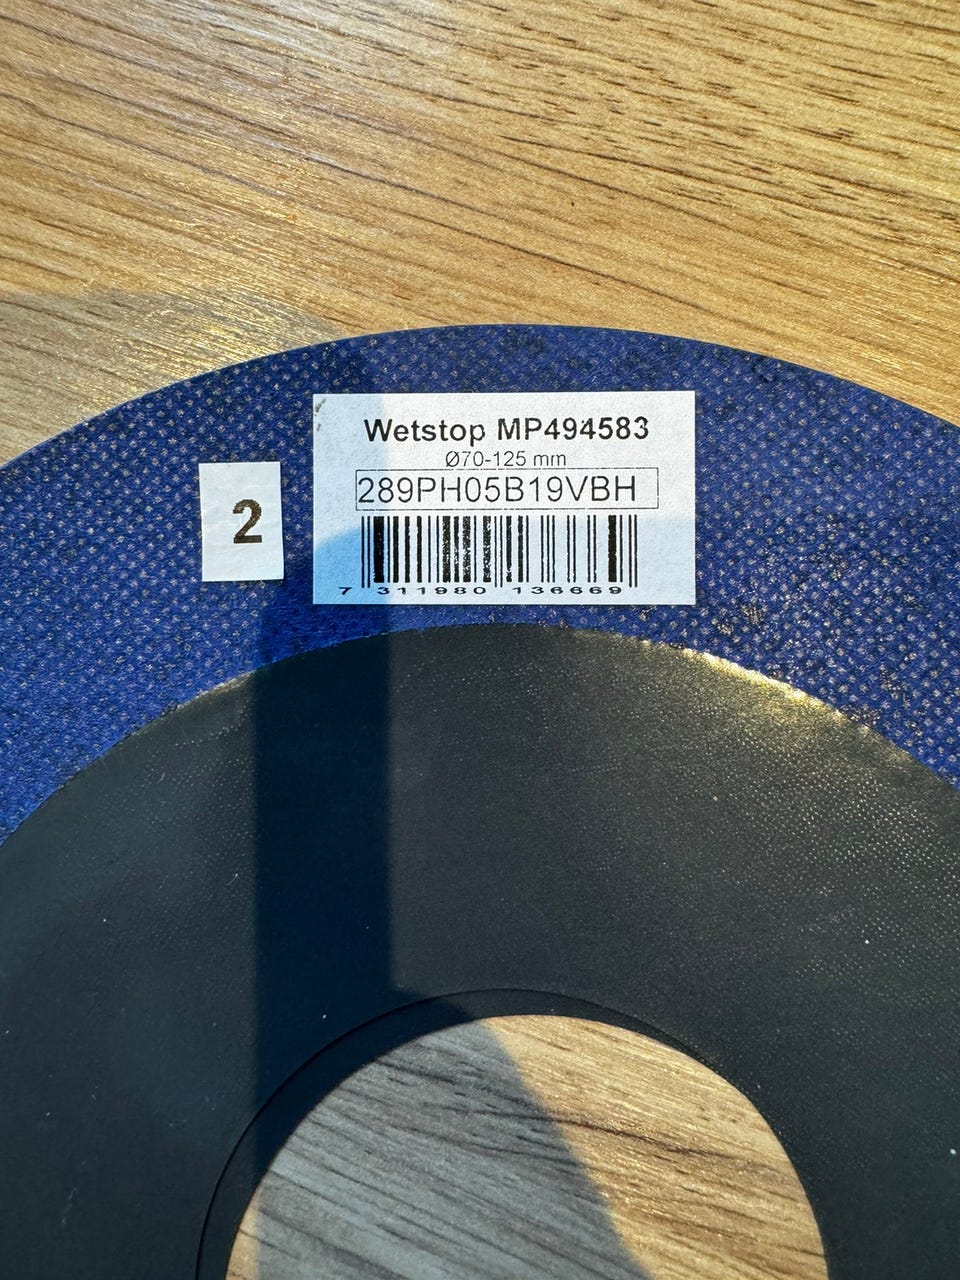 Wetstop MP494583
Ø70-125 mm
289PH05B19VBH
2
7 311980 136669